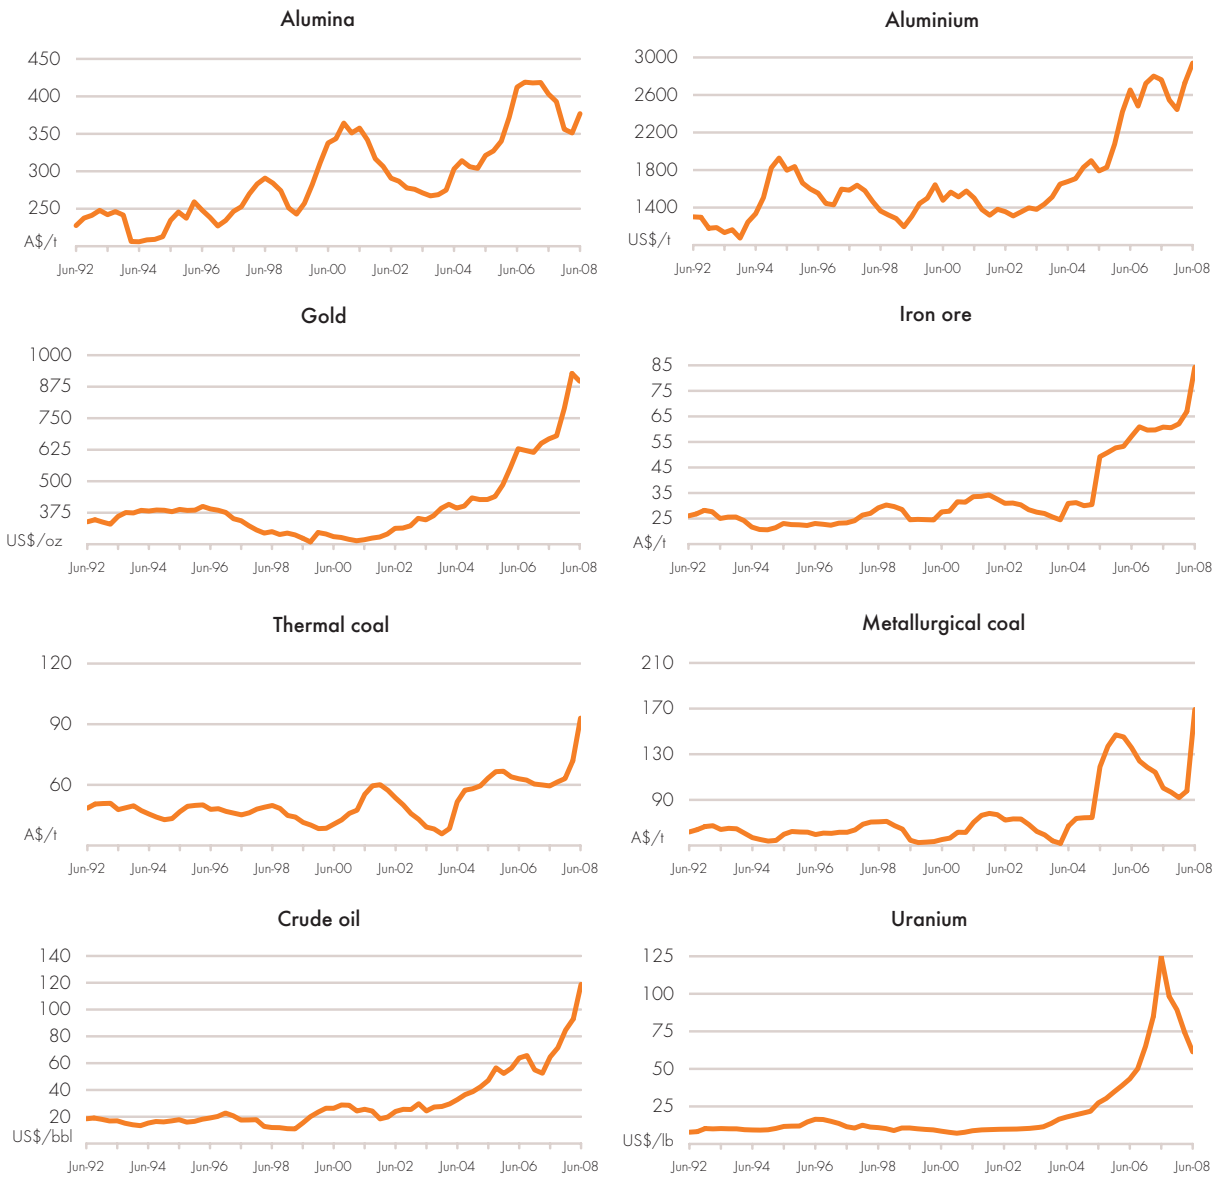 Alumina
450
400
350
300
250
A$/t
Jun-92 Jun-94 Jun-96 Jun-98 Jun-00 Jun-02 Jun-04 Jun-06 Jun-08
Aluminium
3000
2600
2200
1800
1400
US$/t
Jun-92 Jun-94 Jun-96 Jun-98 Jun-00 Jun-02 Jun-04 Jun-06 Jun-08
Gold
1000
875
750
625
500
375
US$/oz
Jun-92 Jun-94 Jun-96 Jun-98 Jun-00 Jun-02 Jun-04 Jun-06 Jun-08
Iron ore
85
75
65
55
45
35
25
A$/t
Jun-92 Jun-94 Jun-96 Jun-98 Jun-00 Jun-02 Jun-04 Jun-06 Jun-08
Thermal coal
120
90
60
A$/t
Jun-92 Jun-94 Jun-96 Jun-98 Jun-00 Jun-02 Jun-04 Jun-06 Jun-08
Metallurgical coal
210
170
130
90
A$/t
Jun-92 Jun-94 Jun-96 Jun-98 Jun-00 Jun-02 Jun-04 Jun-06 Jun-08
Crude oil
140
120
100
80
60
40
20
US$/bbl
Jun-92 Jun-94 Jun-96 Jun-98 Jun-00 Jun-02 Jun-04 Jun-06 Jun-08
Uranium
125
100
75
50
25
US$/lb
Jun-92 Jun-94 Jun-96 Jun-98 Jun-00 Jun-02 Jun-04 Jun-06 Jun-08